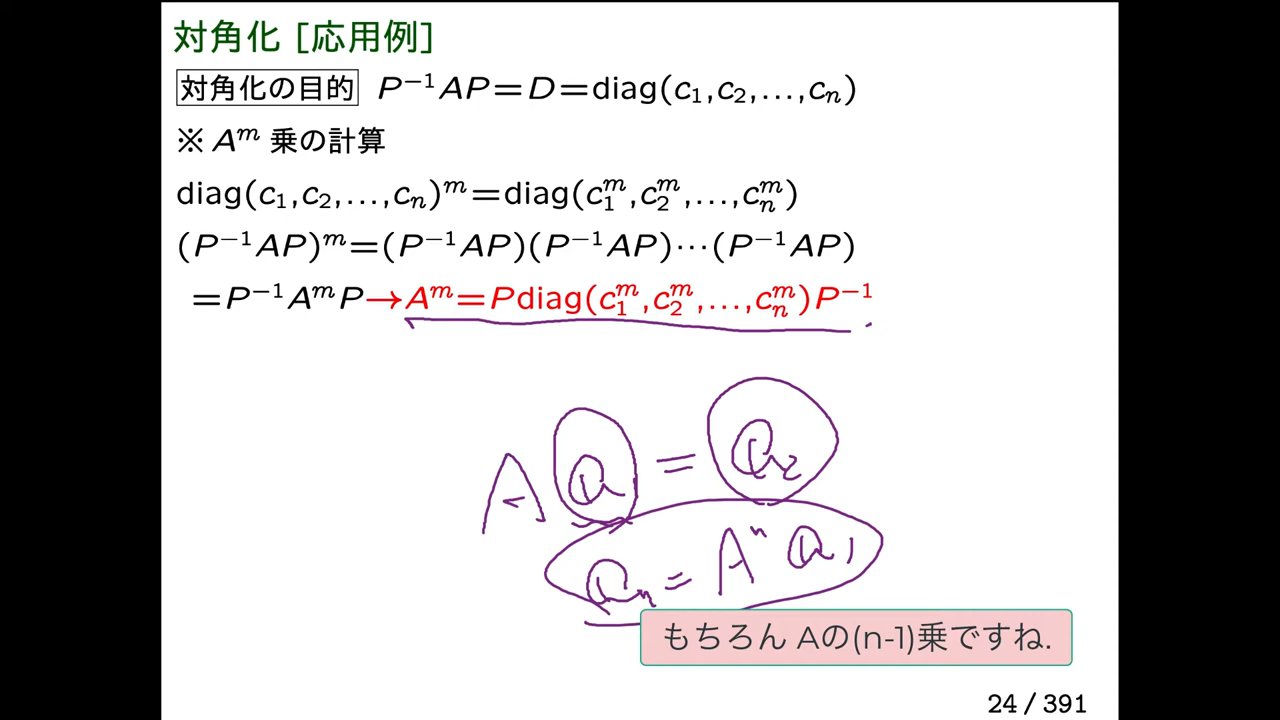 対角化 [応用例]
対角化の目的 P⁻¹AP=D=diag(c₁,c₂,...,cₙ)
※ Aᵐ 乗の計算
diag(c₁,c₂,...,cₙ)ᵐ=diag(c₁ᵐ,c₂ᵐ,...,cₙᵐ)
(P⁻¹AP)ᵐ=(P⁻¹AP)(P⁻¹AP)⋯(P⁻¹AP)
=P⁻¹AᵐP→Aᵐ=Pdiag(c₁ᵐ,c₂ᵐ,...,cₙᵐ)P⁻¹
A a = a₂
aₙ = Aⁿ a₁
もちろん Aの(n-1)乗ですね.
24 / 391